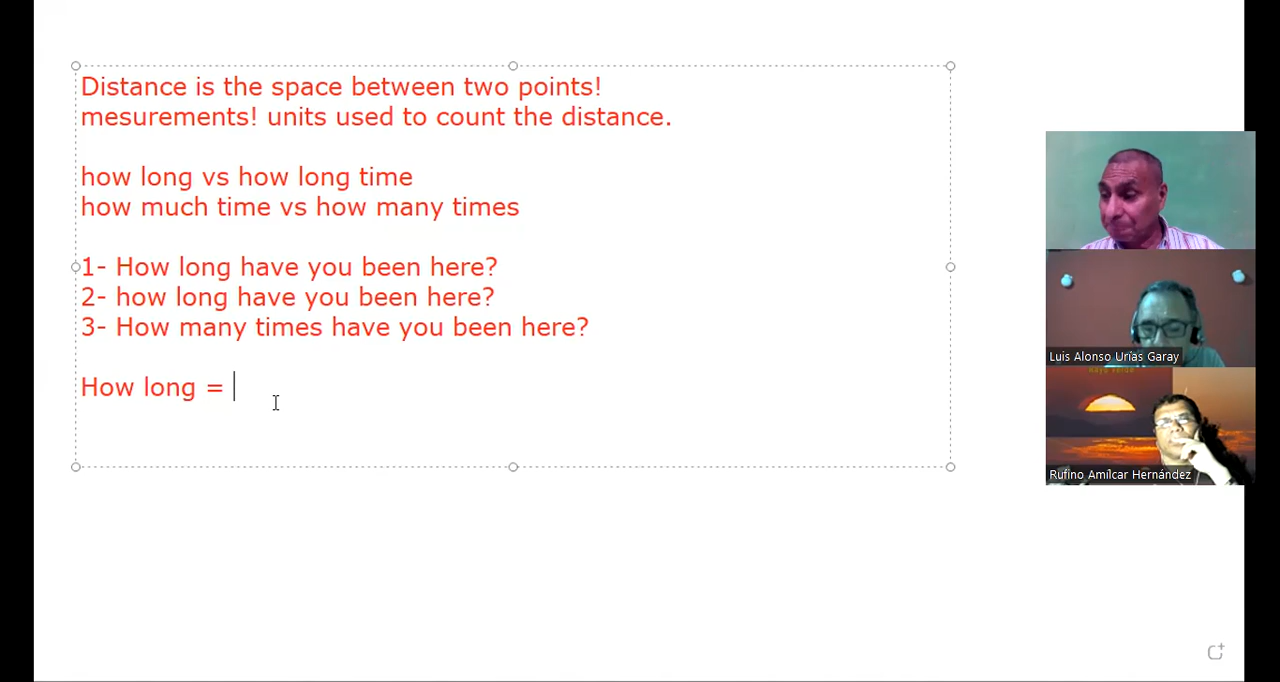 Distance is the space between two points!
mesurements! units used to count the distance.
how long vs how long time
how much time vs how many times
1- How long have you been here?
2- how long have you been here?
3- How many times have you been here?
How long =
Luis Alonso Urías Garay
Rufino Amílcar Hernández